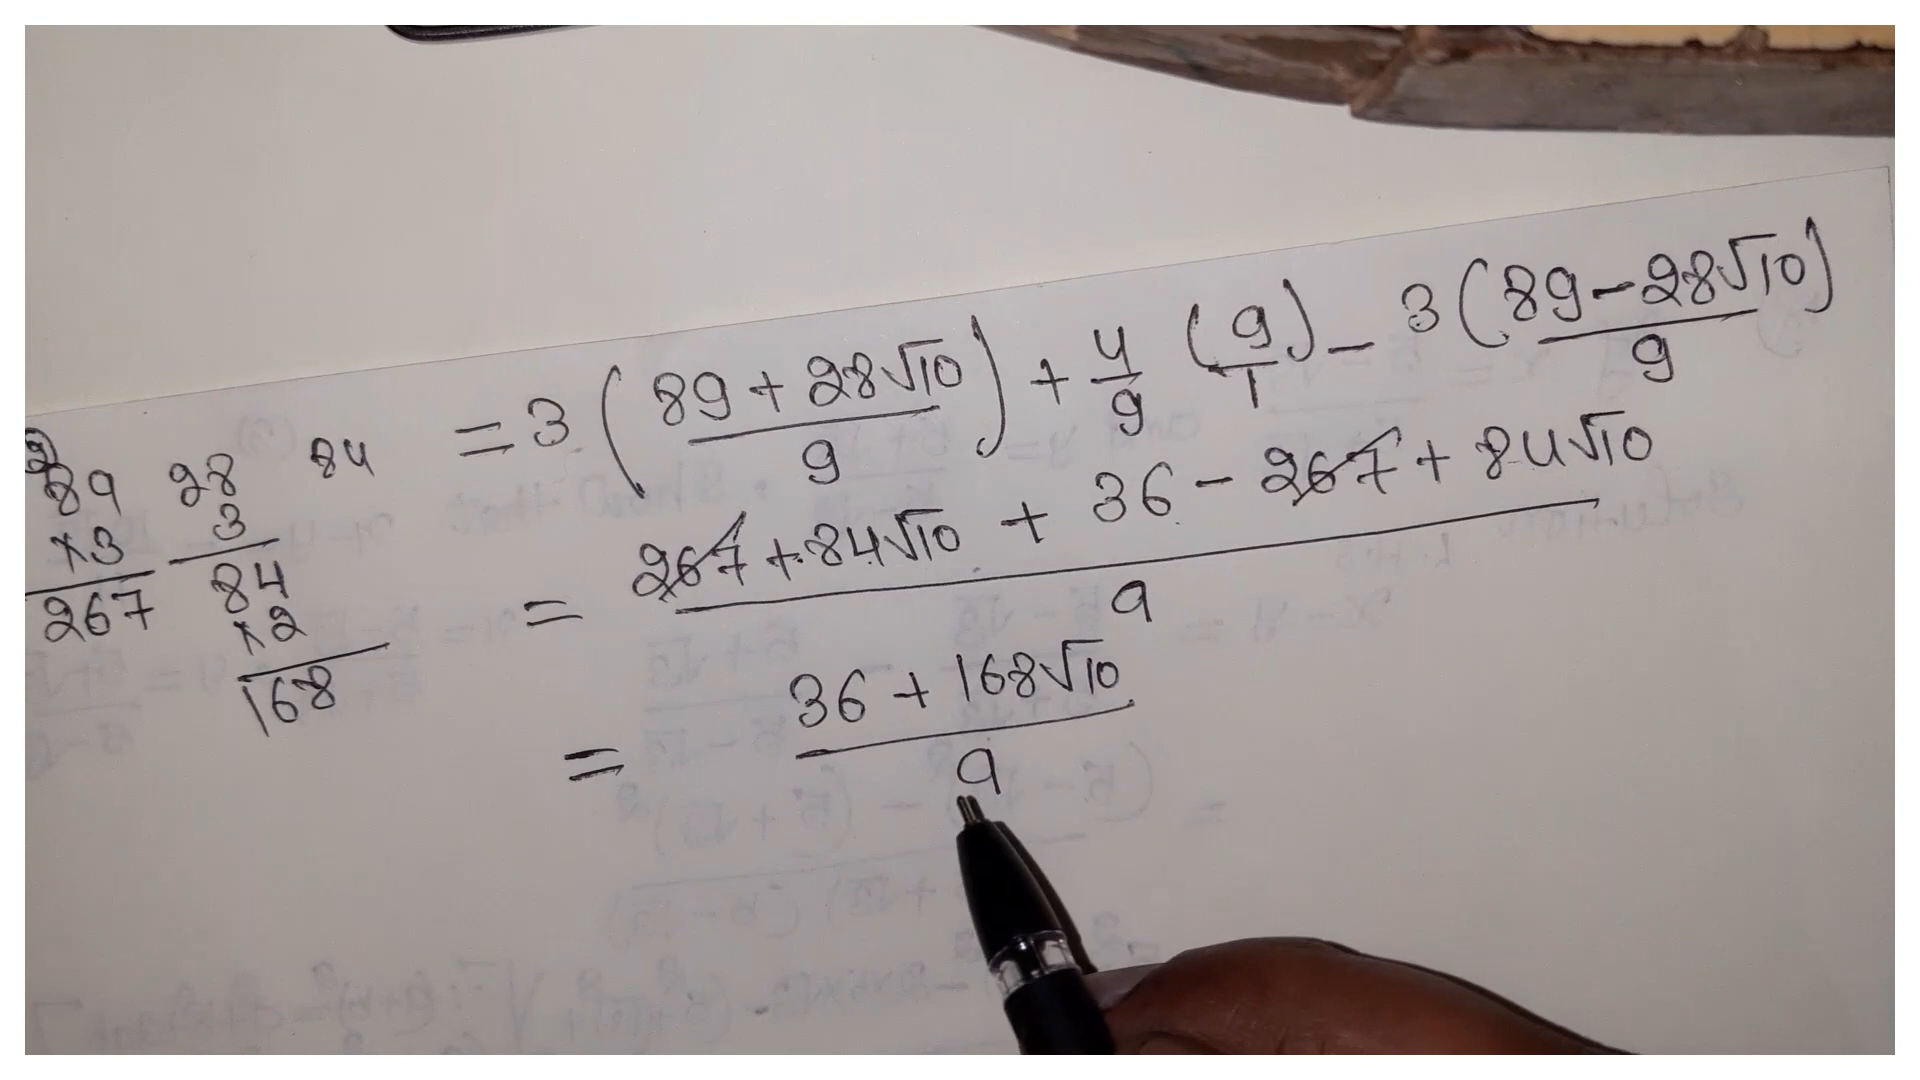 = 3 ( (89 + 28√10) / 9 ) + 4/9 (9/1) - 3 ( (89 - 28√10) / 9 )
= (267 + 84√10 + 36 - 267 + 84√10) / 9
= (36 + 168√10) / 9
2
89 28 84
×3 3
267 84
×2
168